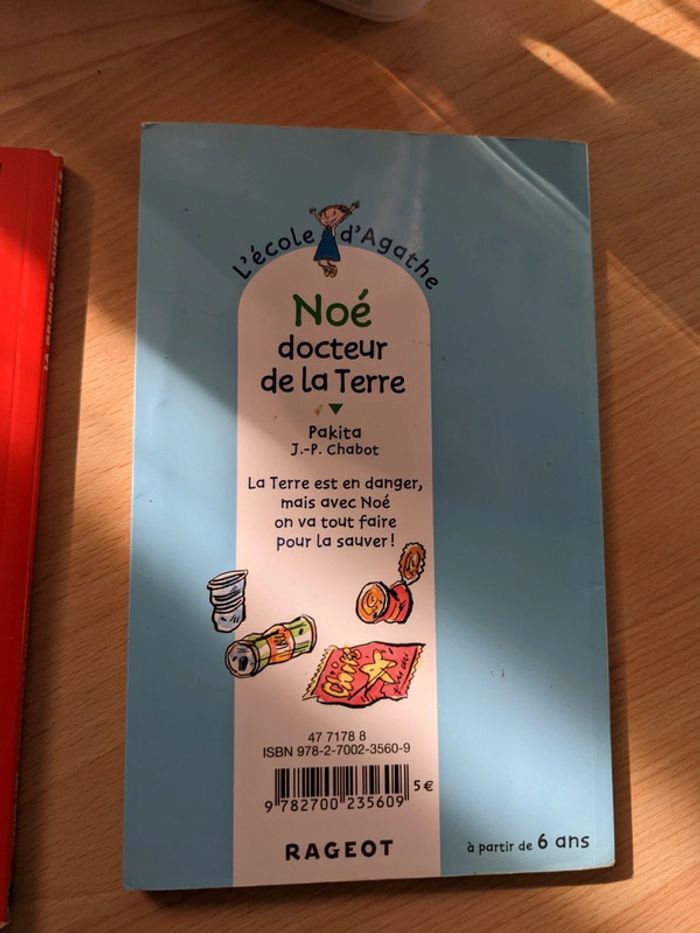 L'école d'Agathe
Noé
docteur
de la Terre
Pakita
J.-P. Chabot
La Terre est en danger,
mais avec Noé
on va tout faire
pour la sauver !
Chips
47 7178 8
ISBN 978-2-7002-3560-9
9 782700 235609
5 €
RAGEOT
à partir de 6 ans